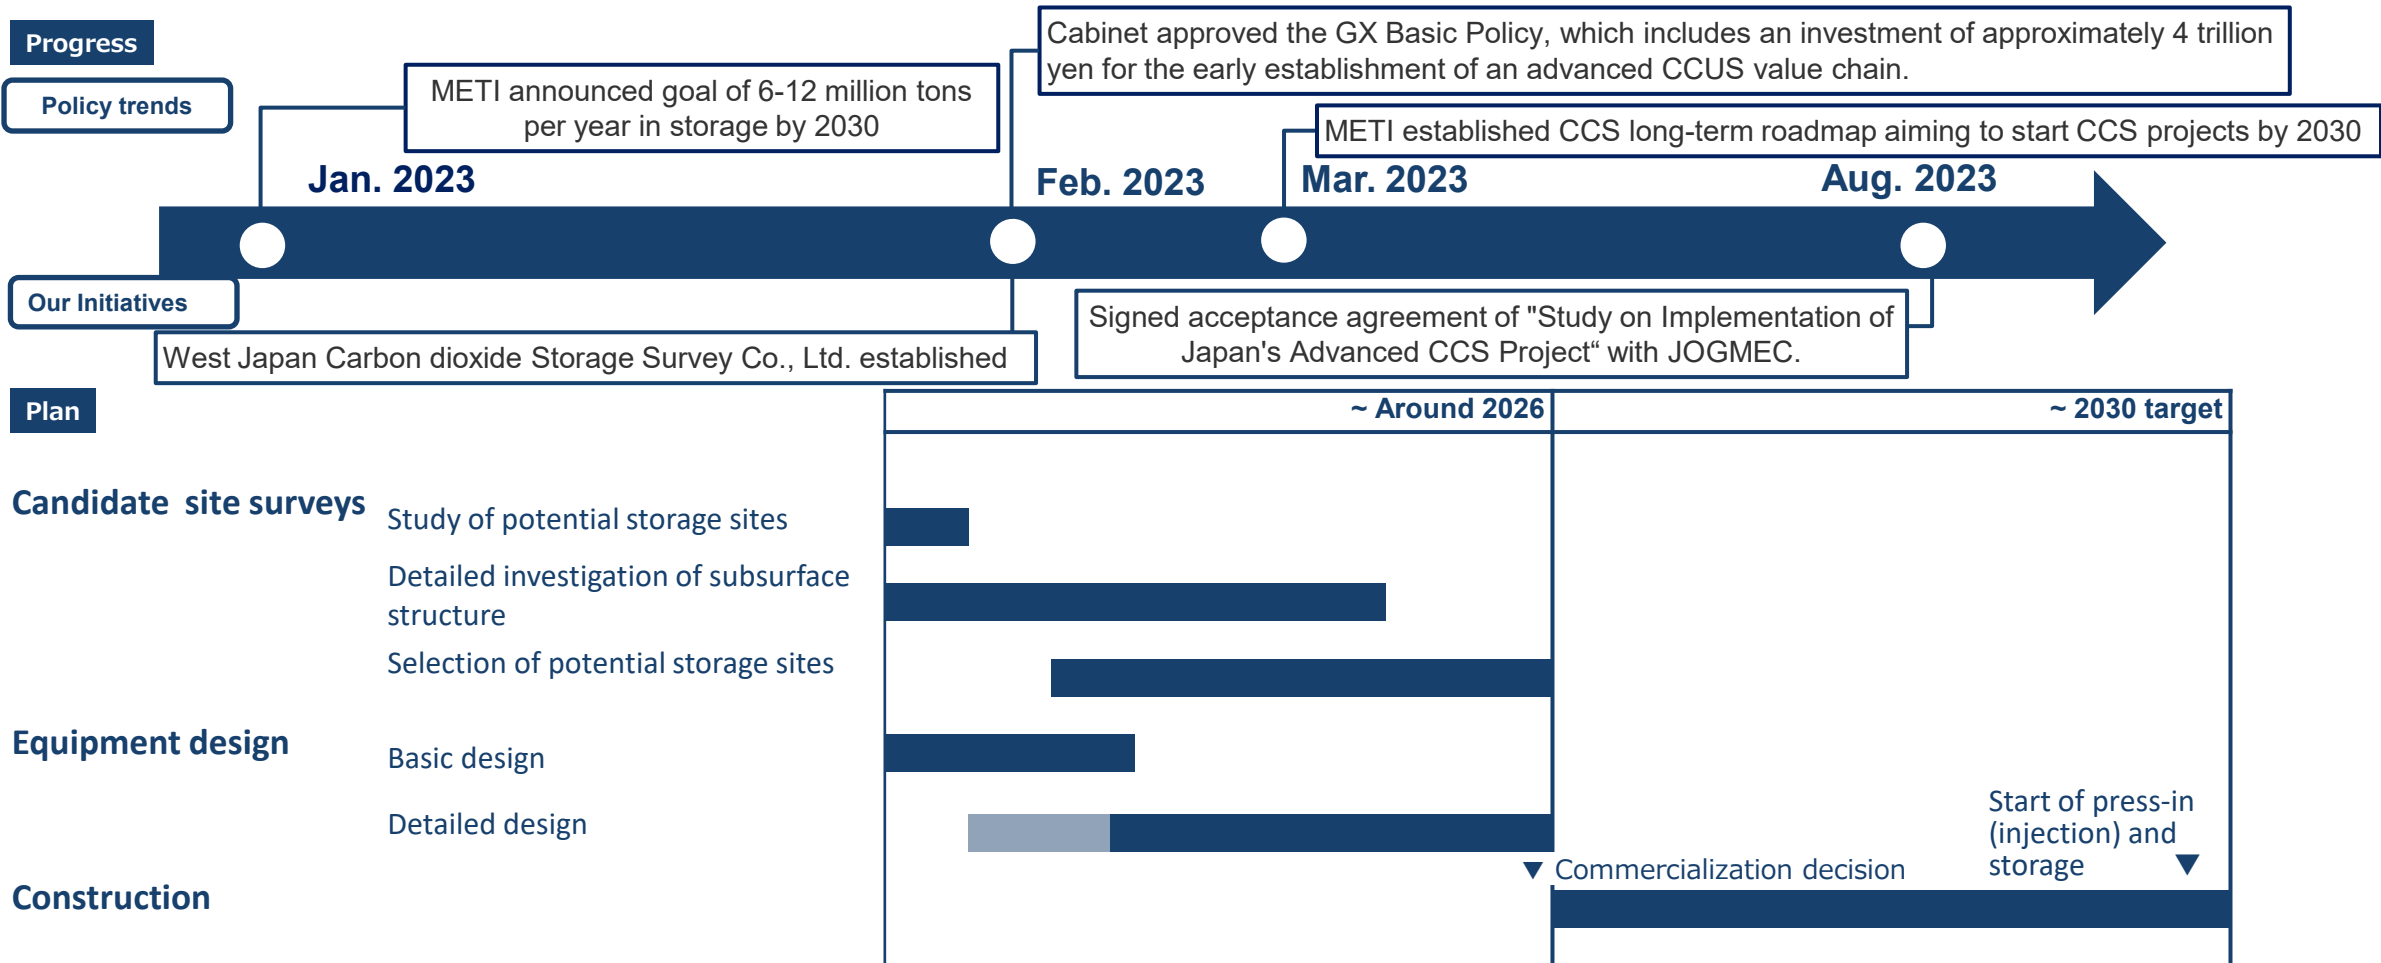 Progress
Policy trends
METI announced goal of 6-12 million tons
per year in storage by 2030
Cabinet approved the GX Basic Policy, which includes an investment of approximately 4 trillion
yen for the early establishment of an advanced CCUS value chain.
METI established CCS long-term roadmap aiming to start CCS projects by 2030
Jan. 2023
Feb. 2023
Mar. 2023
Aug. 2023
Our Initiatives
West Japan Carbon dioxide Storage Survey Co., Ltd. established
Signed acceptance agreement of "Study on Implementation of
Japan's Advanced CCS Project“ with JOGMEC.
Plan
~ Around 2026
~ 2030 target
Candidate site surveys
Study of potential storage sites
Detailed investigation of subsurface
structure
Selection of potential storage sites
Equipment design
Basic design
Detailed design
Start of press-in
(injection) and
storage ▼
▼ Commercialization decision
Construction